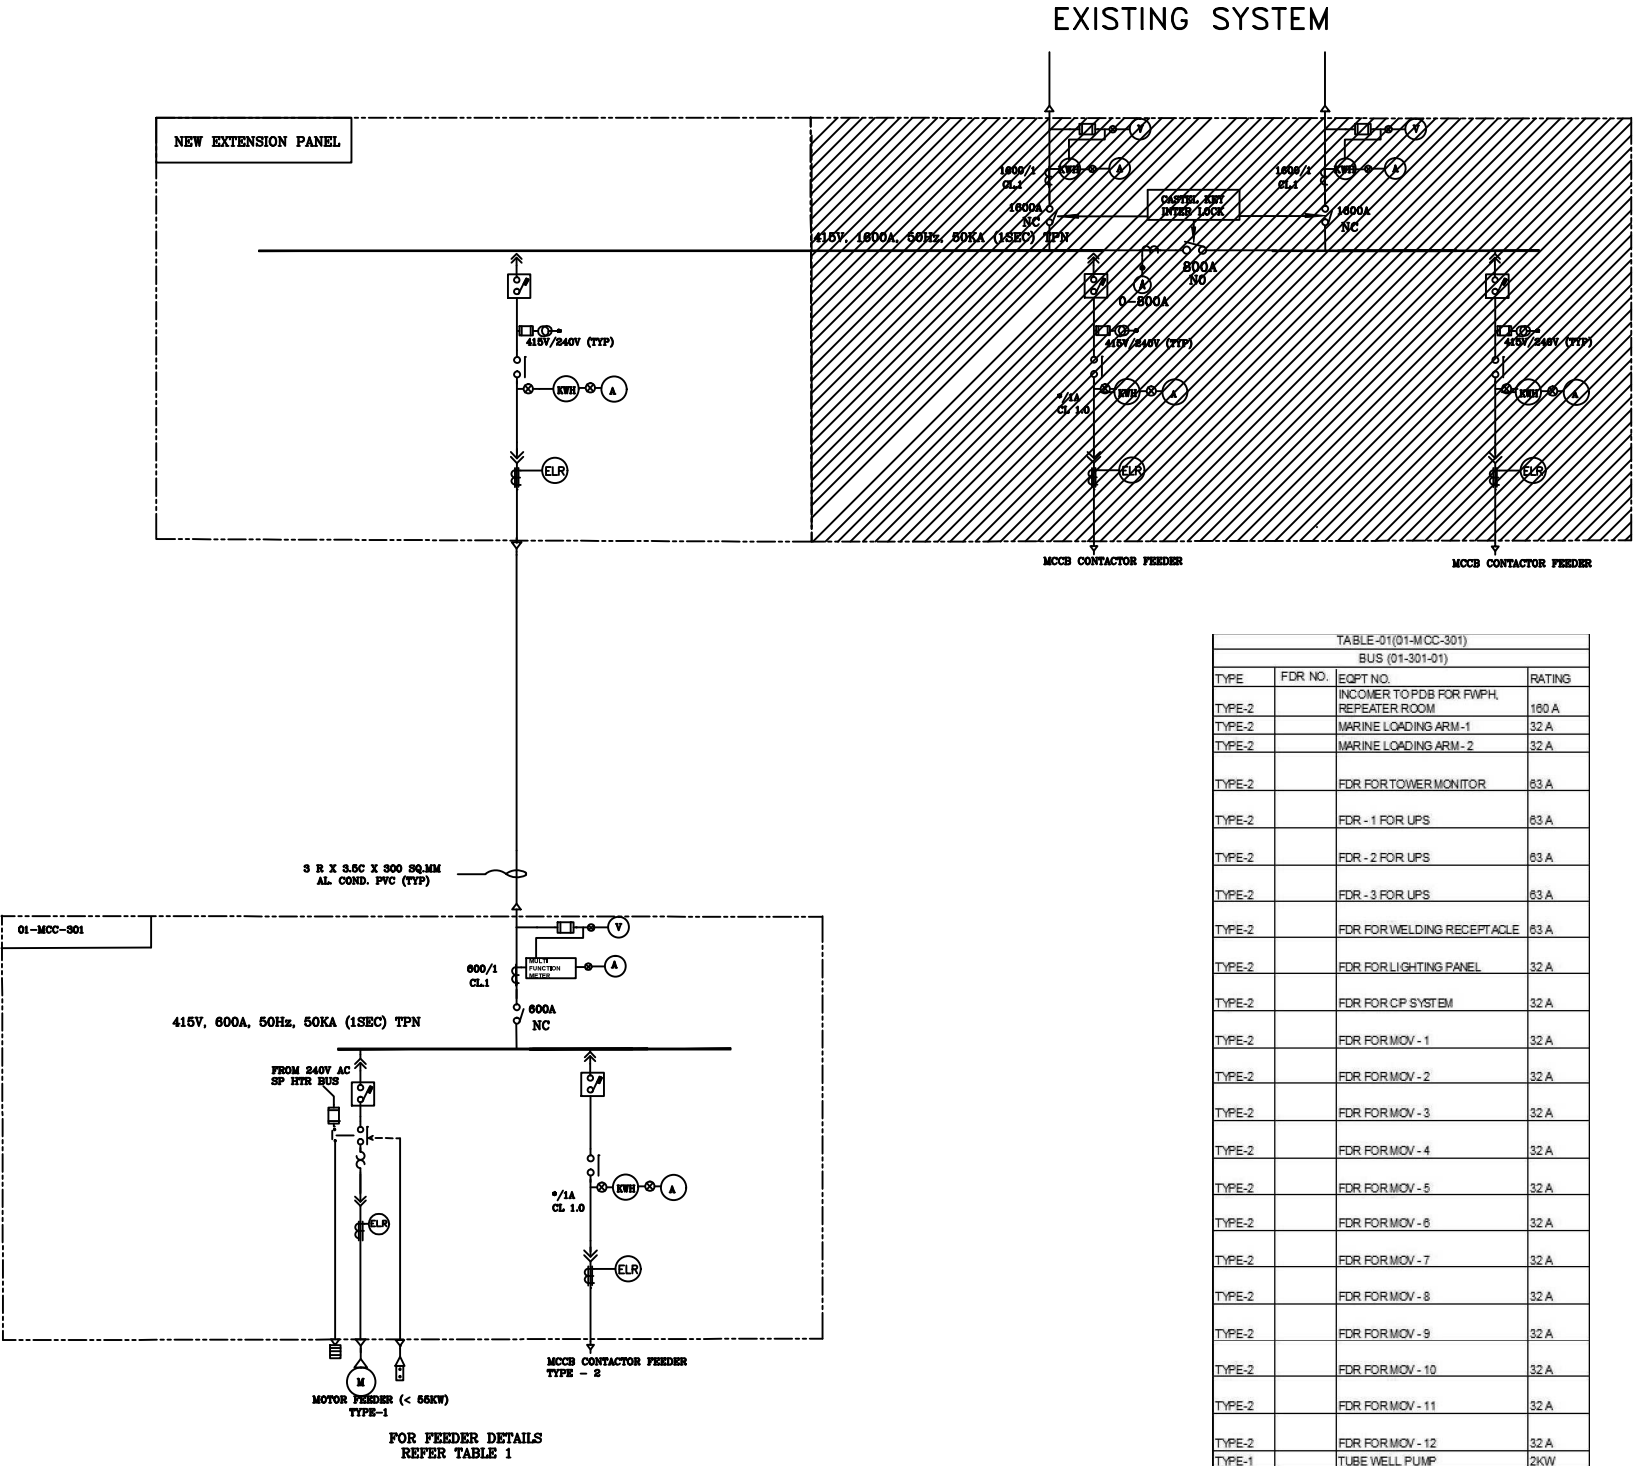 EXISTING SYSTEM
NEW EXTENSION PANEL
V
V
1600/1
CL.1
KWH
A
1600/1
CL.1
KWH
A
1600A
NC
CASTEL KEY
INTER LOCK
1600A
NC
415V, 1600A, 50Hz, 50KA (1SEC) TPN
800A
NO
A
0-800A
415V/240V (TYP)
415V/240V (TYP)
415V/240V (TYP)
KWH
A
*/1A
CL 1.0
KWH
A
KWH
A
ELR
ELR
ELR
MCCB CONTACTOR FEEDER
MCCB CONTACTOR FEEDER
3 R X 3.5C X 300 SQ.MM
AL. COND. PVC (TYP)
01-MCC-301
V
600/1
CL.1
MULTI
FUNCTION
METER
A
600A
NC
415V, 600A, 50Hz, 50KA (1SEC) TPN
FROM 240V AC
SP HTR BUS
*/1A
CL 1.0
KWH
A
ELR
ELR
M
MOTOR FEEDER (< 55KW)
TYPE-1
MCCB CONTACTOR FEEDER
TYPE - 2
FOR FEEDER DETAILS
REFER TABLE 1
TABLE-01(01-MCC-301)
BUS (01-301-01)
TYPE FDR NO. EQPT NO. RATING
INCOMER TO PDB FOR FWPH,
TYPE-2 REPEATER ROOM 160 A
TYPE-2 MARINE LOADING ARM-1 32 A
TYPE-2 MARINE LOADING ARM - 2 32 A
TYPE-2 FDR FOR TOWER MONITOR 63 A
TYPE-2 FDR - 1 FOR UPS 63 A
TYPE-2 FDR - 2 FOR UPS 63 A
TYPE-2 FDR - 3 FOR UPS 63 A
TYPE-2 FDR FOR WELDING RECEPTACLE 63 A
TYPE-2 FDR FOR LIGHTING PANEL 32 A
TYPE-2 FDR FOR CP SYSTEM 32 A
TYPE-2 FDR FOR MOV - 1 32 A
TYPE-2 FDR FOR MOV - 2 32 A
TYPE-2 FDR FOR MOV - 3 32 A
TYPE-2 FDR FOR MOV - 4 32 A
TYPE-2 FDR FOR MOV - 5 32 A
TYPE-2 FDR FOR MOV - 6 32 A
TYPE-2 FDR FOR MOV - 7 32 A
TYPE-2 FDR FOR MOV - 8 32 A
TYPE-2 FDR FOR MOV - 9 32 A
TYPE-2 FDR FOR MOV - 10 32 A
TYPE-2 FDR FOR MOV - 11 32 A
TYPE-2 FDR FOR MOV - 12 32 A
TYPE-1 TUBE WELL PUMP 2KW